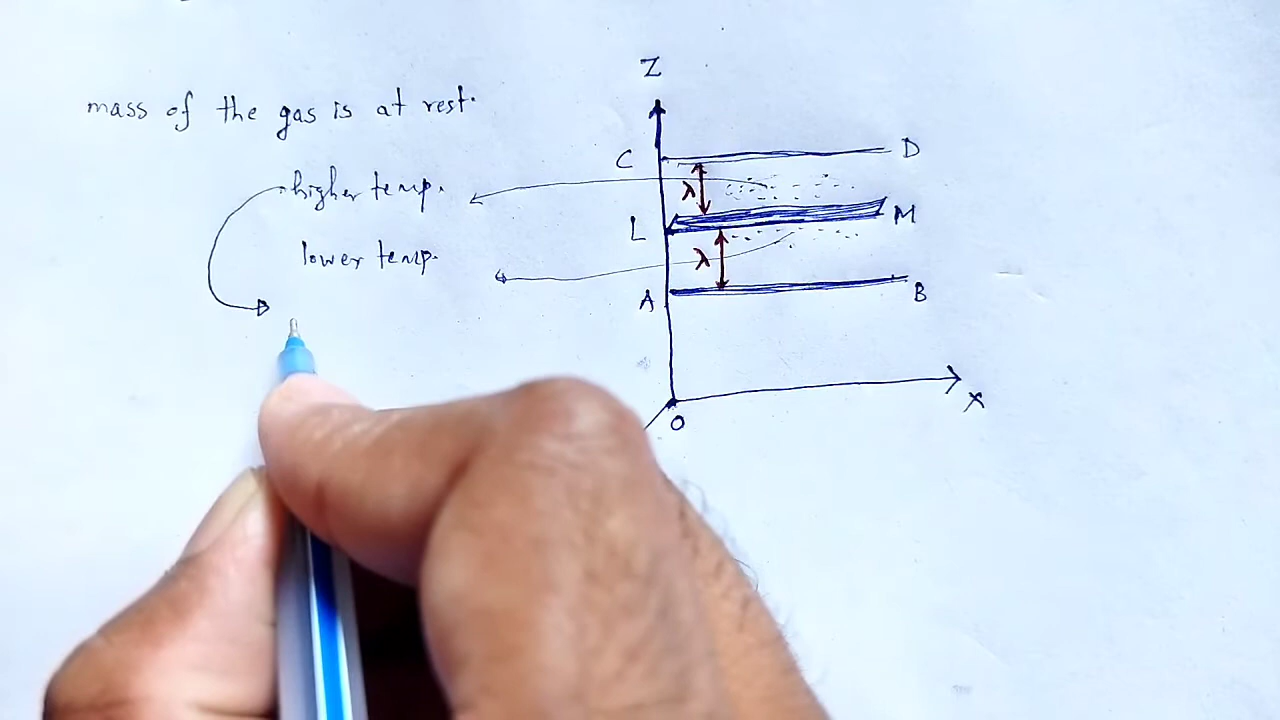 mass of the gas is at rest.
higher temp.
lower temp.
Z
C
D
λ
L
M
λ
A
B
X
O